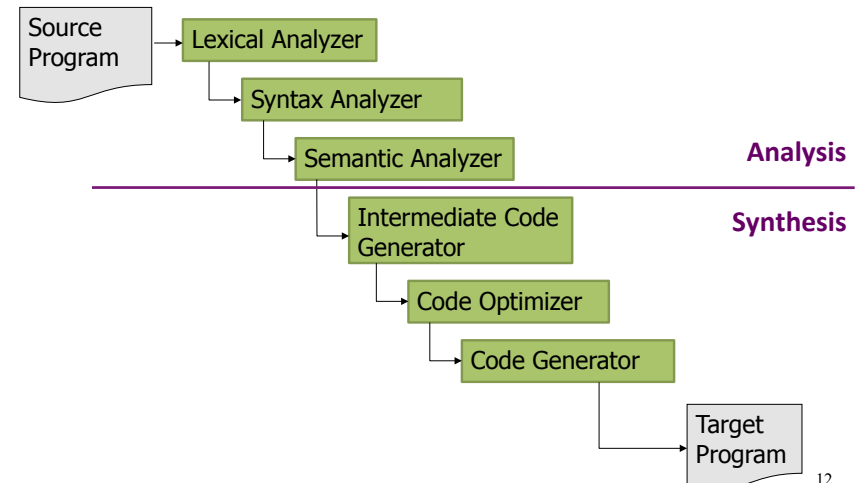 Source
Program
Lexical Analyzer
Syntax Analyzer
Semantic Analyzer
Analysis
Intermediate Code
Generator
Synthesis
Code Optimizer
Code Generator
Target
Program
12